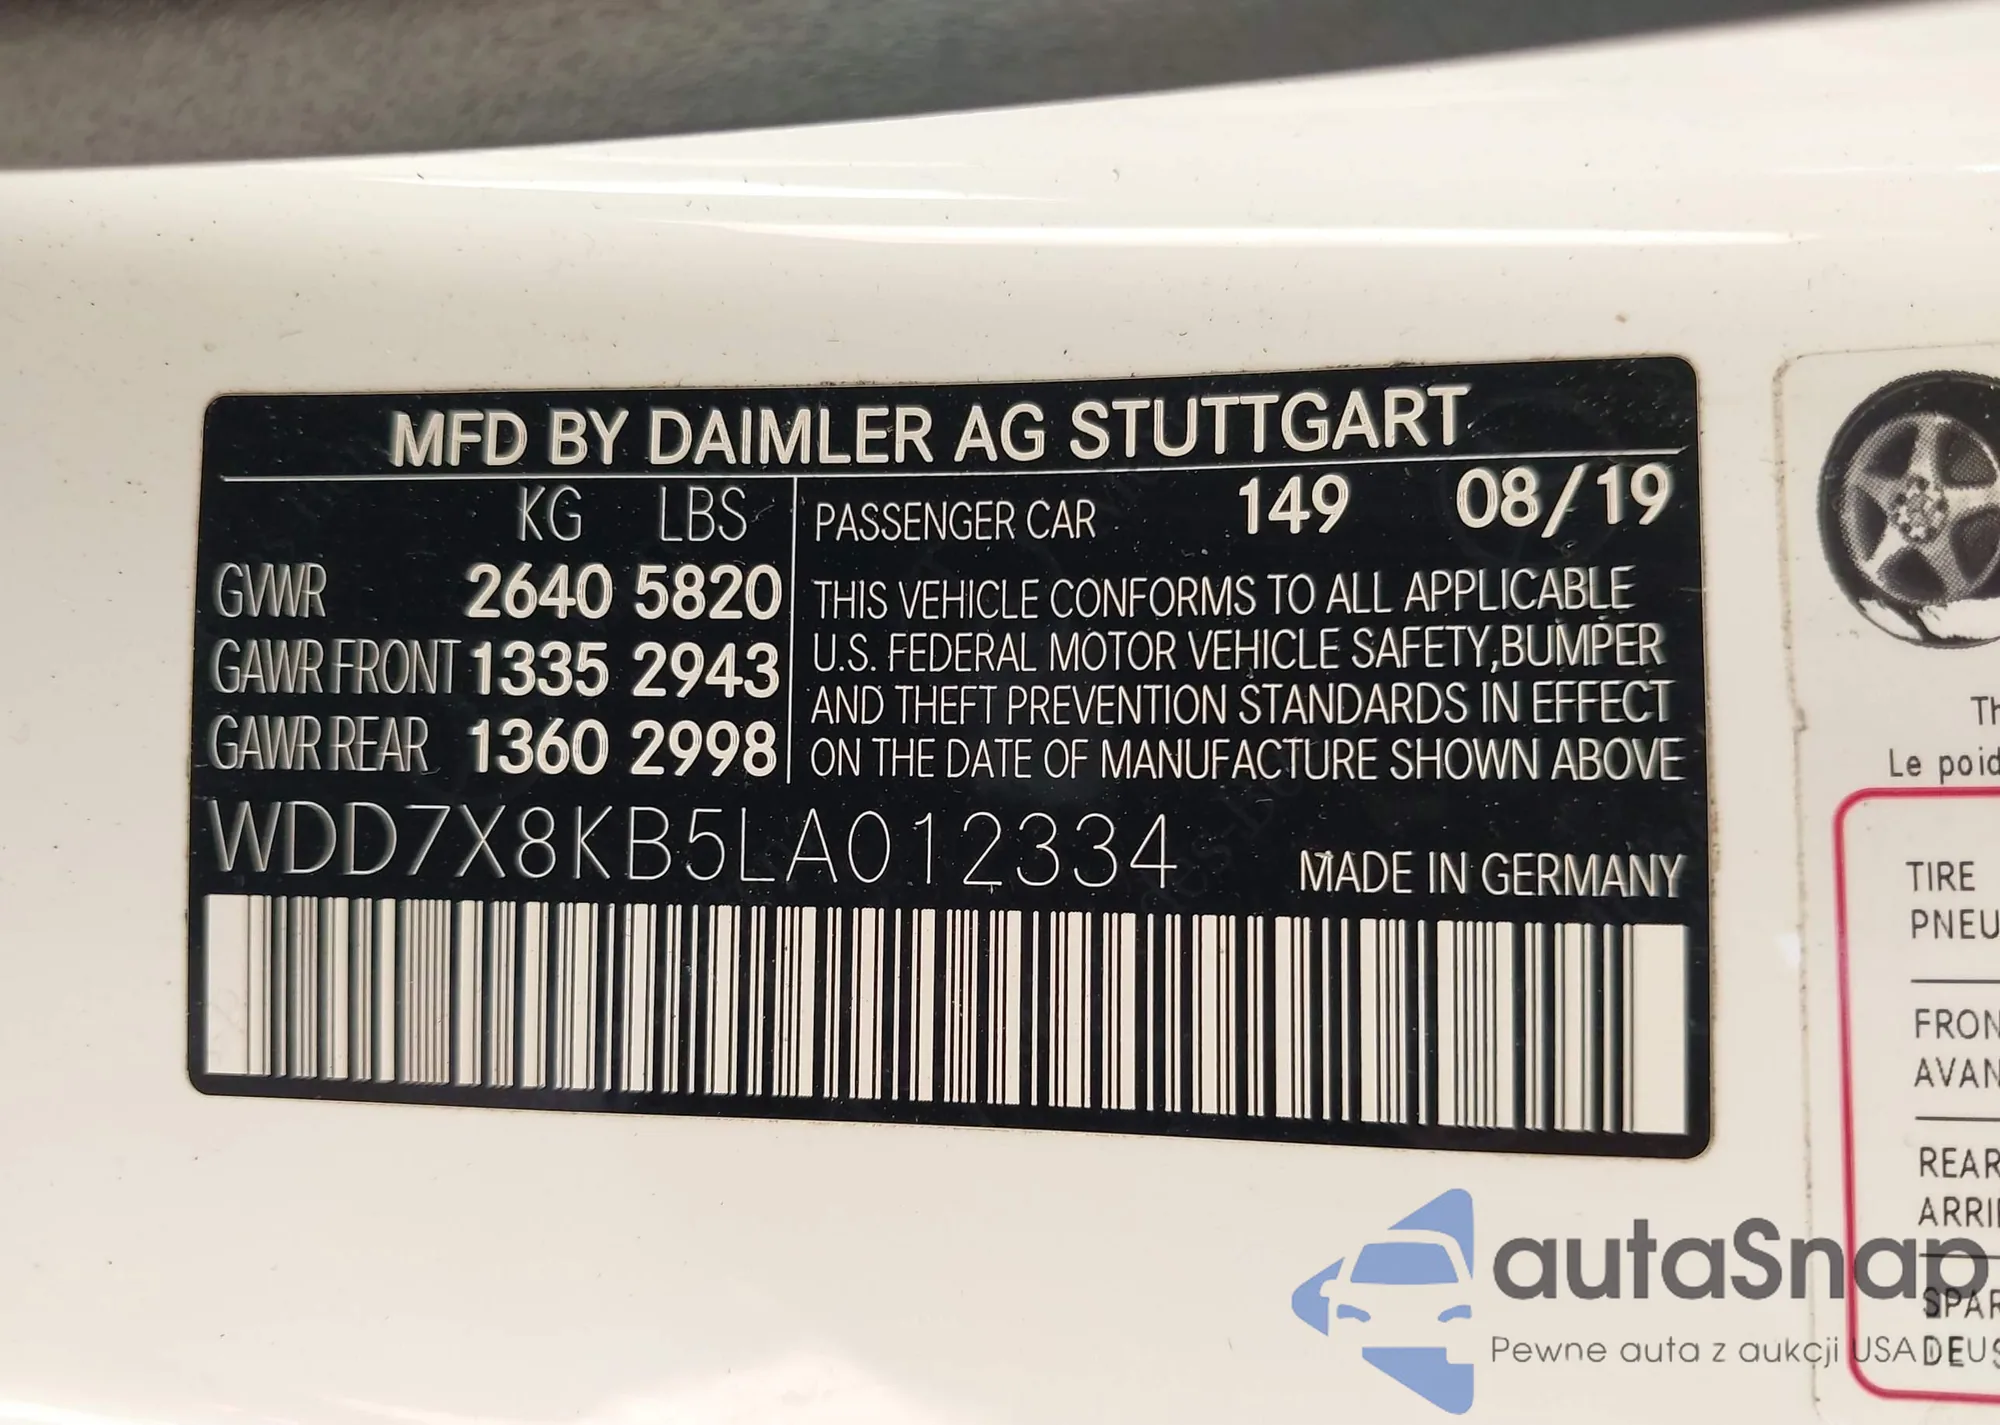 MFD BY DAIMLER AG STUTTGART
KG LBS
GVWR 2640 5820
GAWR FRONT 1335 2943
GAWR REAR 1360 2998
PASSENGER CAR 149 08/19
THIS VEHICLE CONFORMS TO ALL APPLICABLE
U.S. FEDERAL MOTOR VEHICLE SAFETY,BUMPER
AND THEFT PREVENTION STANDARDS IN EFFECT
ON THE DATE OF MANUFACTURE SHOWN ABOVE
WDD7X8KB5LA012334
MADE IN GERMANY
Th
Le poid
TIRE
PNEU
FRON
AVAN
REAR
ARRI
SPAR
DE
autaSnap
Pewne auta z aukcji USA